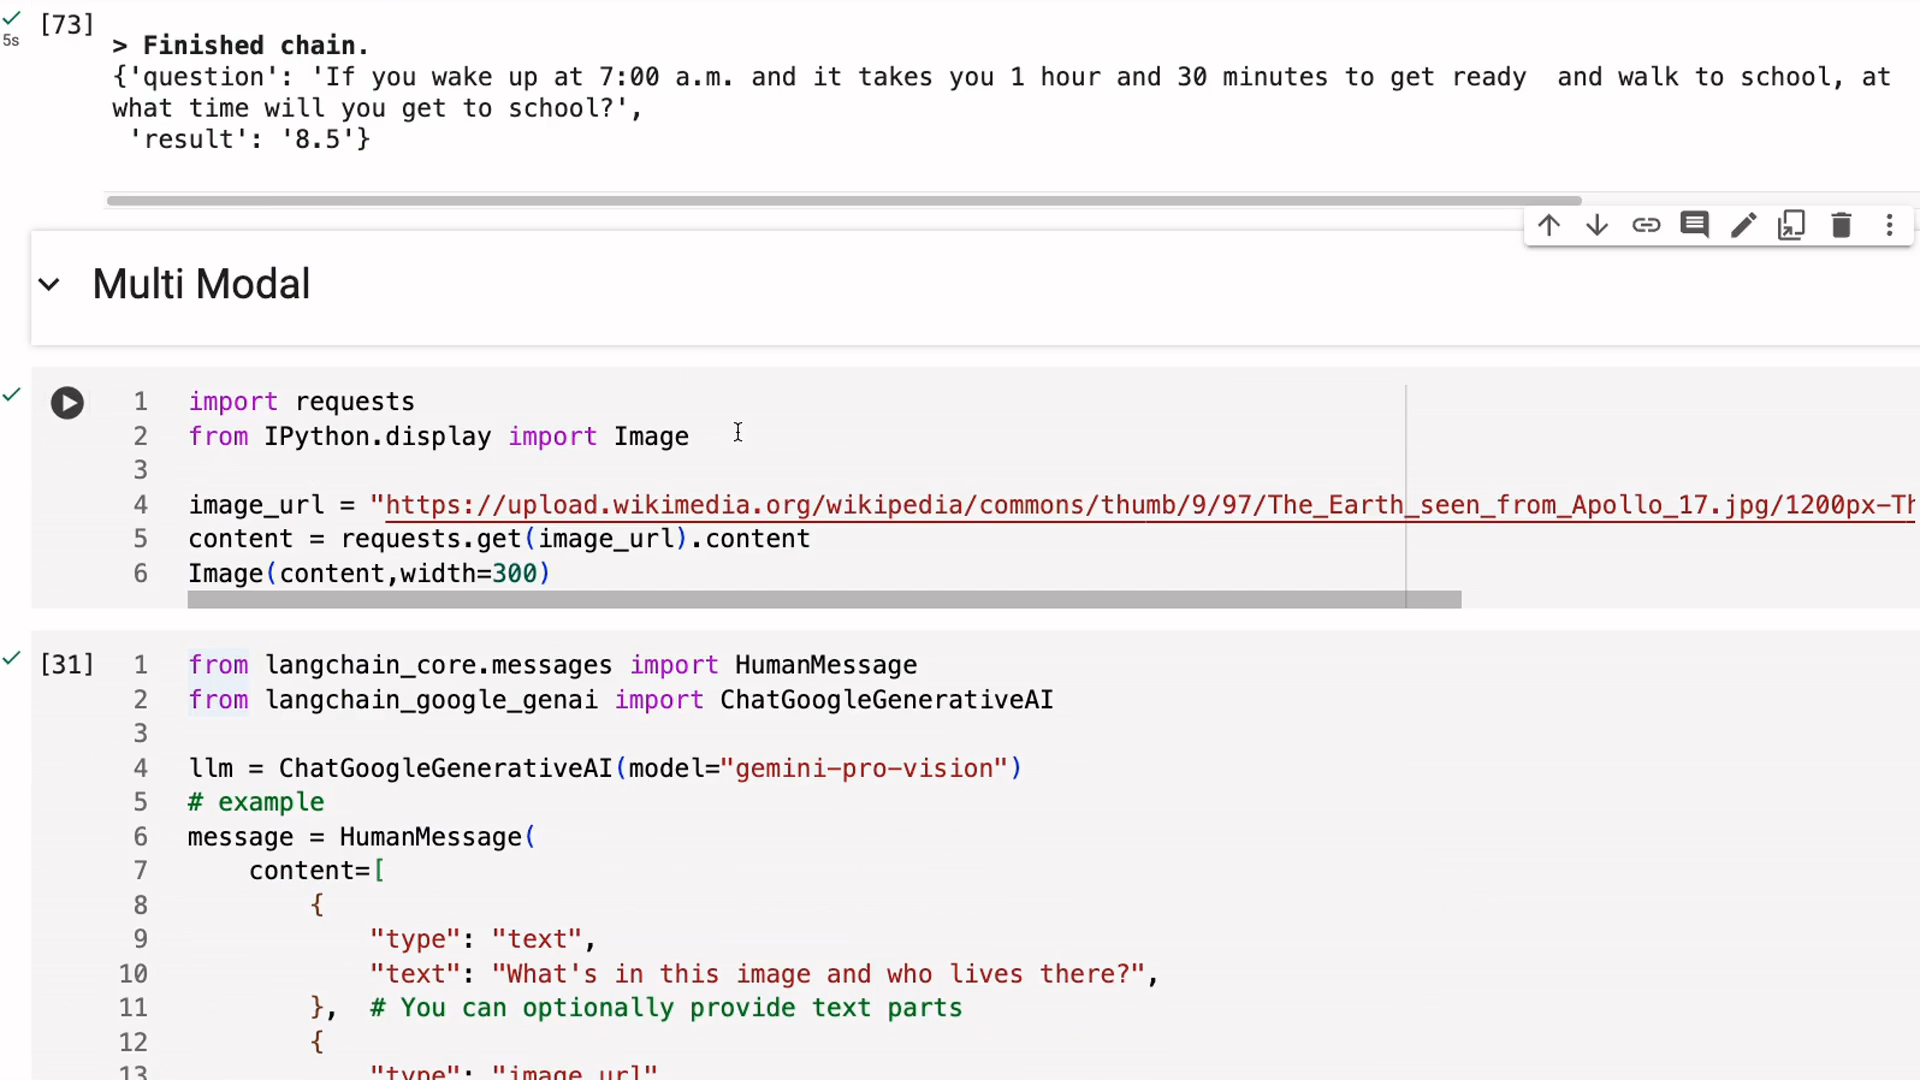 [73]
5s
> Finished chain.
{'question': 'If you wake up at 7:00 a.m. and it takes you 1 hour and 30 minutes to get ready  and walk to school, at
what time will you get to school?',
 'result': '8.5'}
Multi Modal
1 import requests
2 from IPython.display import Image
3
4 image_url = "https://upload.wikimedia.org/wikipedia/commons/thumb/9/97/The_Earth_seen_from_Apollo_17.jpg/1200px-Th
5 content = requests.get(image_url).content
6 Image(content,width=300)
[31]
1 from langchain_core.messages import HumanMessage
2 from langchain_google_genai import ChatGoogleGenerativeAI
3
4 llm = ChatGoogleGenerativeAI(model="gemini-pro-vision")
5 # example
6 message = HumanMessage(
7     content=[
8         {
9             "type": "text",
10             "text": "What's in this image and who lives there?",
11         },  # You can optionally provide text parts
12         {
13             "type": "image_url"